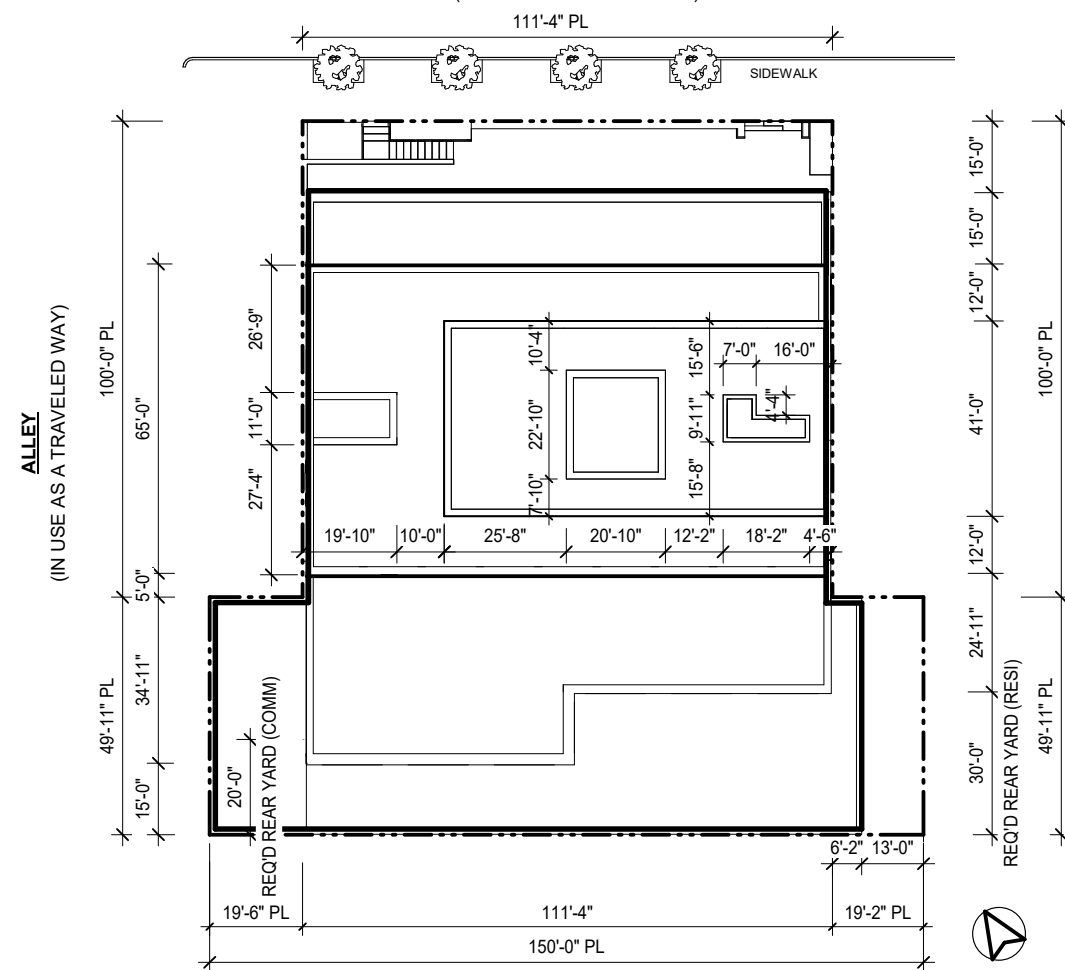 111'-4" PL
SIDEWALK
ALLEY
(IN USE AS A TRAVELED WAY)
100'-0" PL
49'-11" PL
65'-0"
5'-0"
34'-11"
15'-0"
26'-9"
11'-0"
27'-4"
20'-0"
REQ'D REAR YARD (COMM)
10'-4"
22'-10"
7'-10"
15'-6"
9'-11"
15'-8"
7'-0"
16'-0"
4'-4"
19'-10"
10'-0"
25'-8"
20'-10"
12'-2"
18'-2"
4'-6"
15'-0"
15'-0"
12'-0"
41'-0"
12'-0"
24'-11"
30'-0"
REQ'D REAR YARD (RESI)
100'-0" PL
49'-11" PL
6'-2"
13'-0"
19'-6" PL
111'-4"
19'-2" PL
150'-0" PL